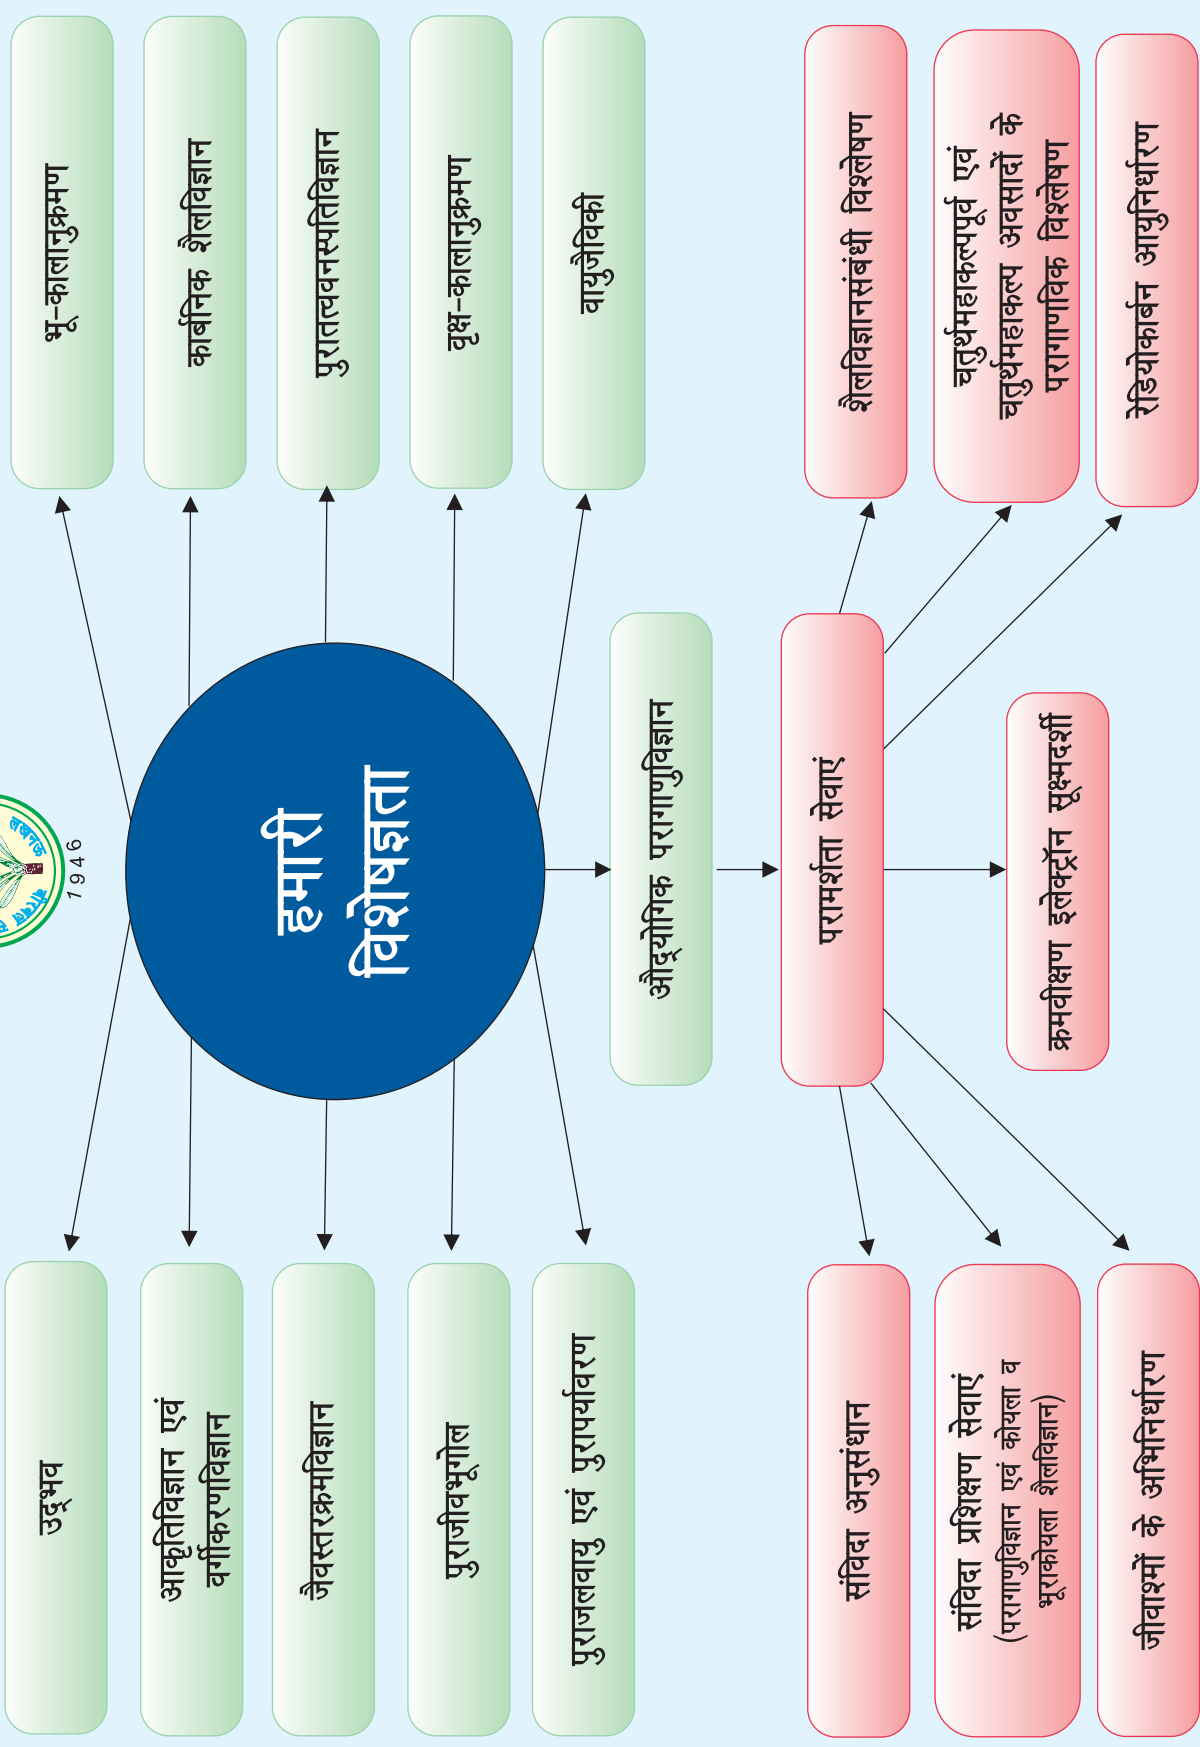 बीरबल
लखनऊ
1946
उद्भव
भू-कालानुक्रमण
आकृतिविज्ञान एवं
वर्गीकरणविज्ञान
कार्बनिक शैलविज्ञान
हमारी
विशेषज्ञता
जैवस्तरक्रमविज्ञान
पुरातत्ववनस्पतिविज्ञान
पुराजीवभूगोल
वृक्ष-कालानुक्रमण
पुराजलवायु एवं पुरापर्यावरण
वायुजैविकी
औद्योगिक परागाणुविज्ञान
परामर्शता सेवाएं
संविदा अनुसंधान
शैलविज्ञानसंबंधी विश्लेषण
संविदा प्रशिक्षण सेवाएं
(परागाणुविज्ञान एवं कोयला व
भूराकोयला शैलविज्ञान)
चतुर्थमहाकल्पपूर्व एवं
चतुर्थमहाकल्प अवसादों के
परागाणविक विश्लेषण
क्रमवीक्षण इलेक्ट्रॉन सूक्ष्मदर्शी
जीवाश्मों के अभिनिर्धारण
रेडियोकार्बन आयुनिर्धारण